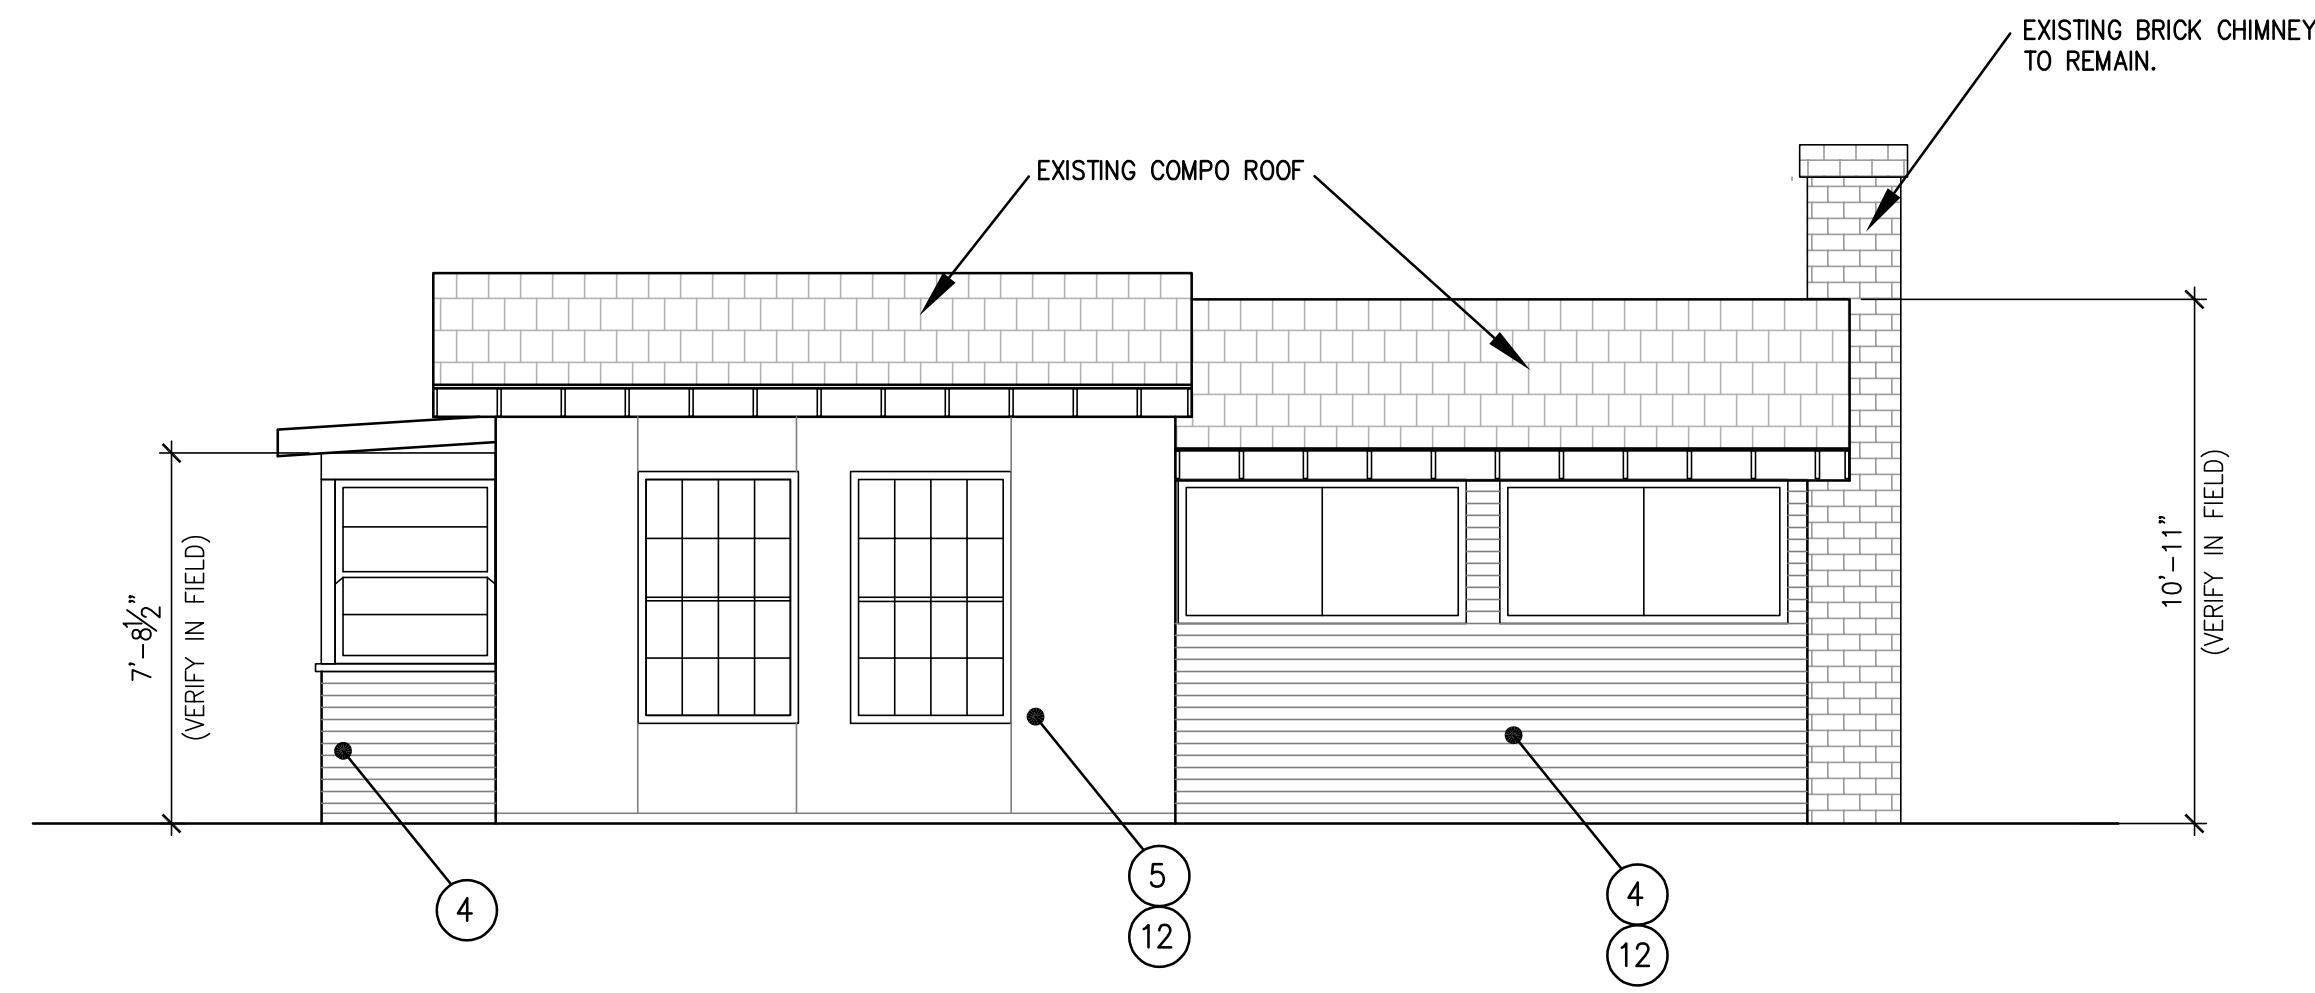 EXISTING BRICK CHIMNEY
TO REMAIN.
EXISTING COMPO ROOF
7'-8½"
(VERIFY IN FIELD)
10'-11"
(VERIFY IN FIELD)
4
5
12
4
12